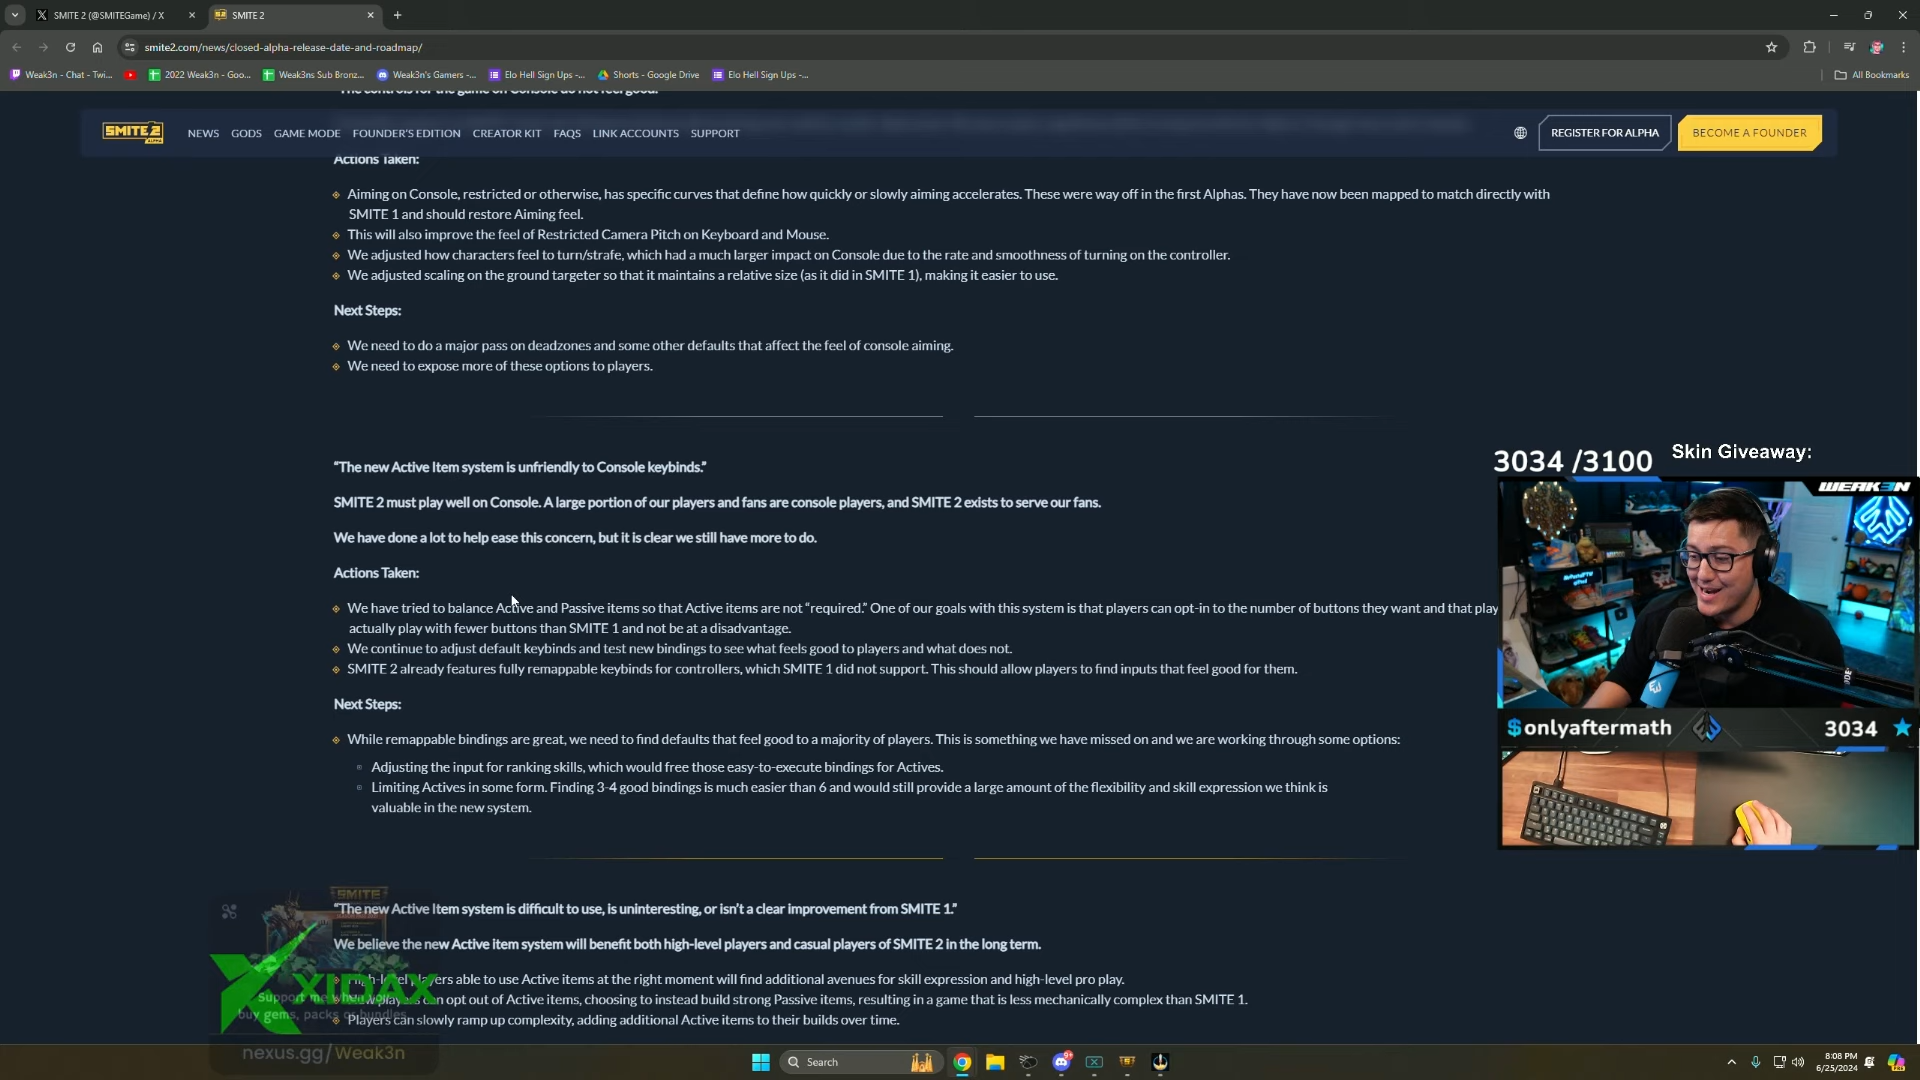 SMITE 2 (@SMITEGame) / X
SMITE 2
smite2.com/news/closed-alpha-release-date-and-roadmap/
Weak3n - Chat - Twi...
2022 Weak3n - Goo...
Weak3ns Sub Bronz...
Weak3n's Gamers -...
Elo Hell Sign Ups -...
Shorts - Google Drive
Elo Hell Sign Ups -...
All Bookmarks
"The controls for the game on Console do not feel good."
SMITE 2
ALPHA
NEWS
GODS
GAME MODE
FOUNDER'S EDITION
CREATOR KIT
FAQS
LINK ACCOUNTS
SUPPORT
REGISTER FOR ALPHA
BECOME A FOUNDER
Actions Taken:
Aiming on Console, restricted or otherwise, has specific curves that define how quickly or slowly aiming accelerates. These were way off in the first Alphas. They have now been mapped to match directly with
SMITE 1 and should restore Aiming feel.
This will also improve the feel of Restricted Camera Pitch on Keyboard and Mouse.
We adjusted how characters feel to turn/strafe, which had a much larger impact on Console due to the rate and smoothness of turning on the controller.
We adjusted scaling on the ground targeter so that it maintains a relative size (as it did in SMITE 1), making it easier to use.
Next Steps:
We need to do a major pass on deadzones and some other defaults that affect the feel of console aiming.
We need to expose more of these options to players.
"The new Active Item system is unfriendly to Console keybinds."
SMITE 2 must play well on Console. A large portion of our players and fans are console players, and SMITE 2 exists to serve our fans.
We have done a lot to help ease this concern, but it is clear we still have more to do.
Actions Taken:
We have tried to balance Active and Passive items so that Active items are not "required." One of our goals with this system is that players can opt-in to the number of buttons they want and that play
actually play with fewer buttons than SMITE 1 and not be at a disadvantage.
We continue to adjust default keybinds and test new bindings to see what feels good to players and what does not.
SMITE 2 already features fully remappable keybinds for controllers, which SMITE 1 did not support. This should allow players to find inputs that feel good for them.
Next Steps:
While remappable bindings are great, we need to find defaults that feel good to a majority of players. This is something we have missed on and we are working through some options:
Adjusting the input for ranking skills, which would free those easy-to-execute bindings for Actives.
Limiting Actives in some form. Finding 3-4 good bindings is much easier than 6 and would still provide a large amount of the flexibility and skill expression we think is
valuable in the new system.
"The new Active Item system is difficult to use, is uninteresting, or isn't a clear improvement from SMITE 1."
We believe the new Active item system will benefit both high-level players and casual players of SMITE 2 in the long term.
High-level players able to use Active items at the right moment will find additional avenues for skill expression and high-level pro play.
can opt out of Active items, choosing to instead build strong Passive items, resulting in a game that is less mechanically complex than SMITE 1.
Players can slowly ramp up complexity, adding additional Active items to their builds over time.
3034 /3100
Skin Giveaway:
WEAK3N
$onlyaftermath
3034
SMITE
XIDAX
Support me when you
buy gems, packs or bundles
nexus.gg/Weak3n
Search
8:08 PM
6/25/2024